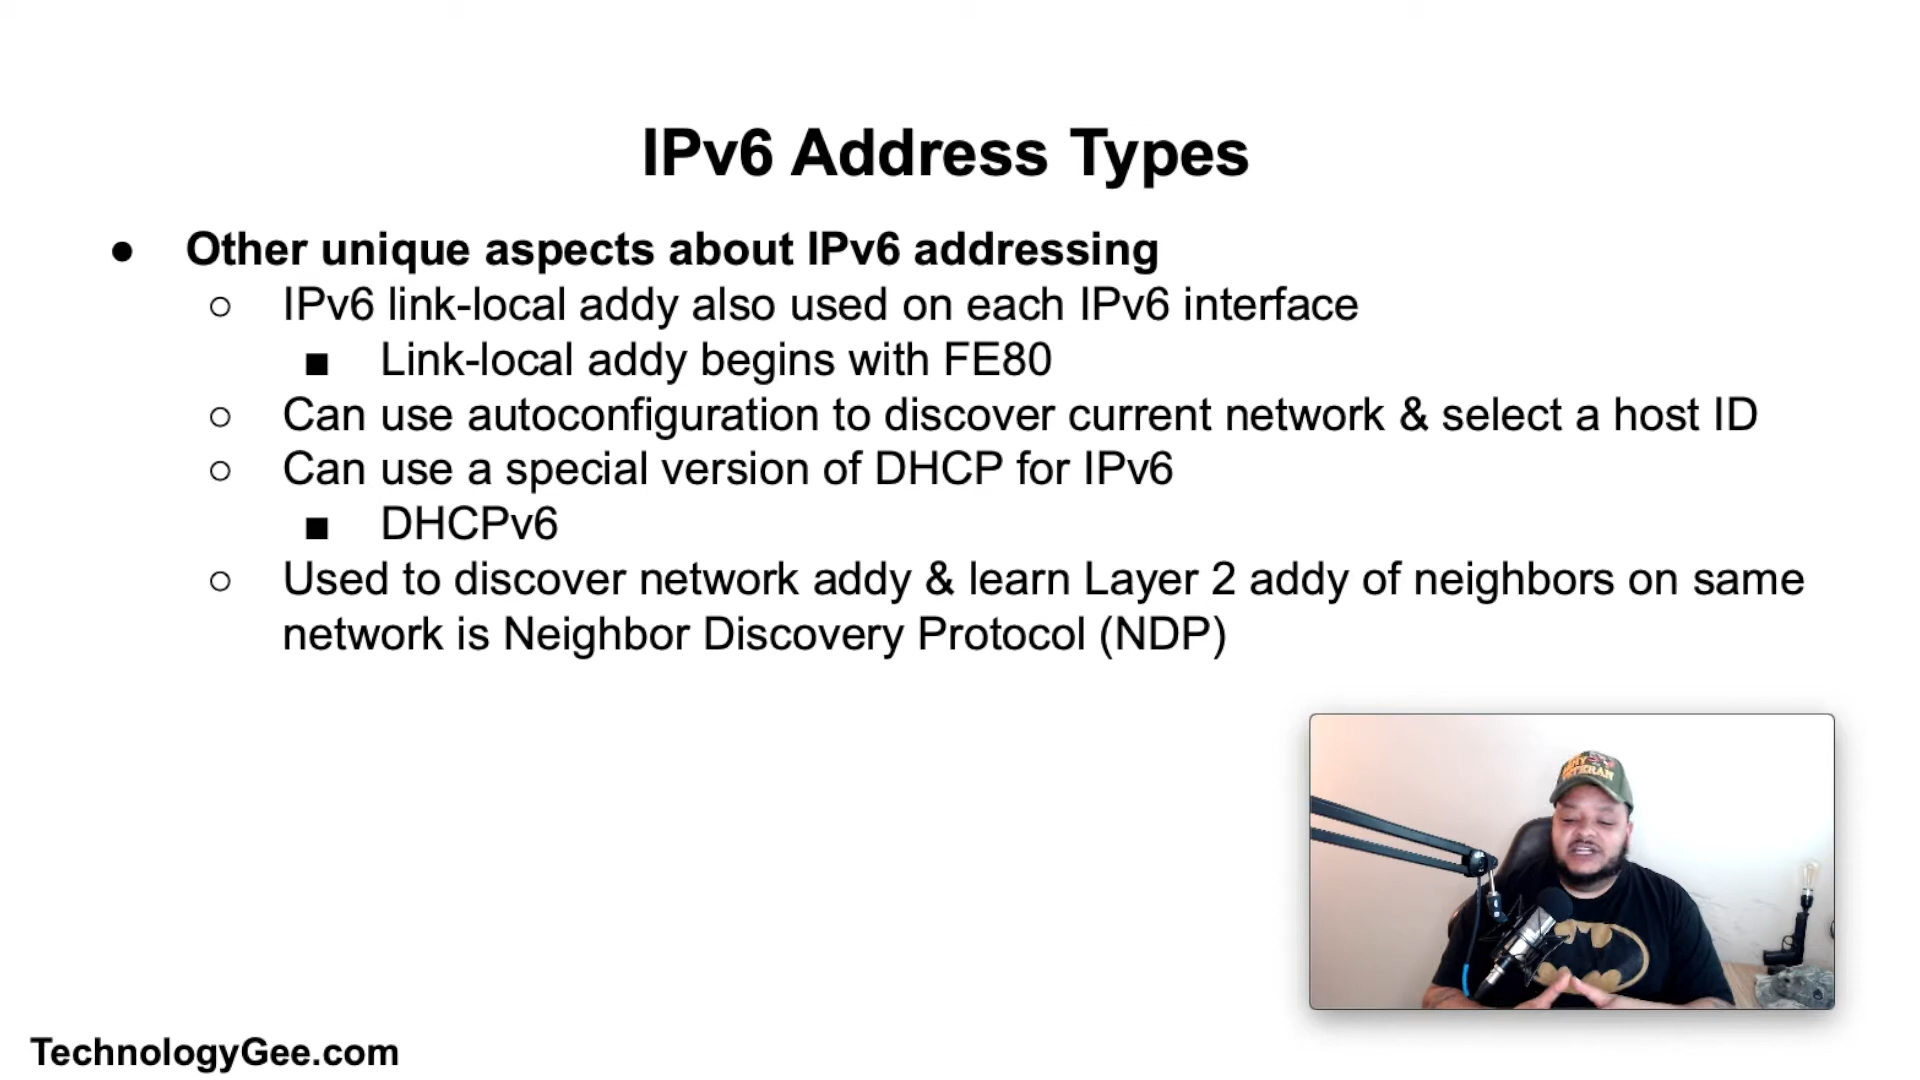 IPv6 Address Types
● Other unique aspects about IPv6 addressing
○ IPv6 link-local addy also used on each IPv6 interface
■ Link-local addy begins with FE80
○ Can use autoconfiguration to discover current network & select a host ID
○ Can use a special version of DHCP for IPv6
■ DHCPv6
○ Used to discover network addy & learn Layer 2 addy of neighbors on same
network is Neighbor Discovery Protocol (NDP)
VETERAN
TechnologyGee.com